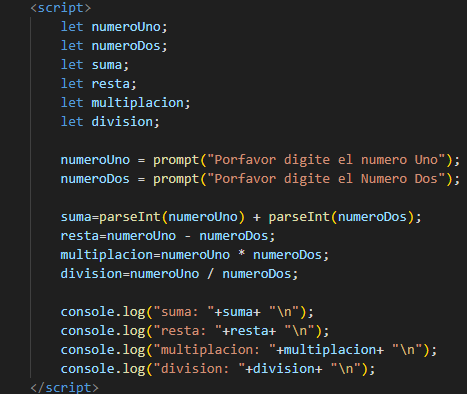 <script>
let numeroUno;
let numeroDos;
let suma;
let resta;
let multiplacion;
let division;
numeroUno = prompt("Porfavor digite el numero Uno");
numeroDos = prompt("Porfavor digite el Numero Dos");
suma=parseInt(numeroUno) + parseInt(numeroDos);
resta=numeroUno - numeroDos;
multiplacion=numeroUno * numeroDos;
division=numeroUno / numeroDos;
console.log("suma: "+suma+ "\n");
console.log("resta: "+resta+ "\n");
console.log("multiplacion: "+multiplacion+ "\n");
console.log("division: "+division+ "\n");
</script>